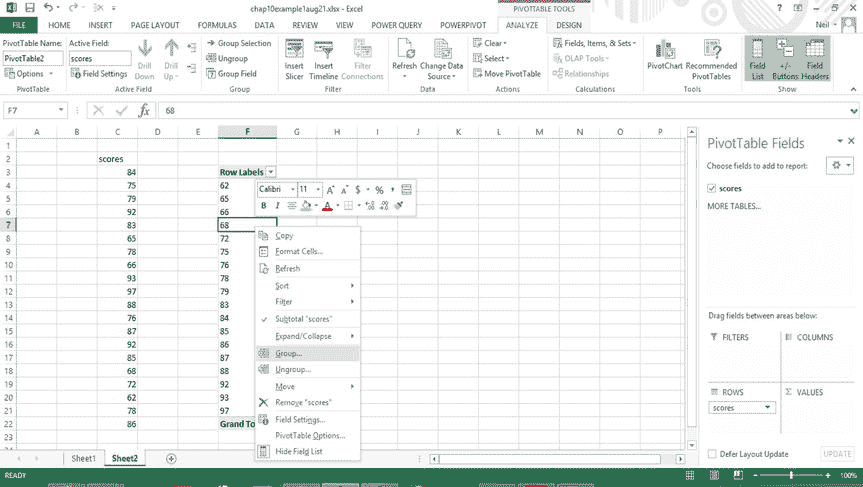 chap10example1aug21.xlsx - Excel
PIVOTTABLE TOOLS
FILE HOME INSERT PAGE LAYOUT FORMULAS DATA REVIEW VIEW POWER QUERY POWERPIVOT ANALYZE DESIGN Neil
PivotTable Name: Active Field:
PivotTable2 scores
Options Field Settings
Drill Down Drill Up
Group Selection
Ungroup
Group Field
Insert Slicer Insert Timeline Filter Connections
Refresh Change Data Source
Clear
Select
Move PivotTable
Fields, Items, & Sets
OLAP Tools
Relationships
PivotChart Recommended PivotTables
Field List +/- Buttons Field Headers
PivotTable Active Field Group Filter Data Actions Calculations Tools Show
F7 fx 68
A B C D E F G H I J K L M N O P
1
2 scores
3 84 Row Labels
4 75 62
5 79 65
6 92 66
7 83 68
8 65 72
9 78 75
10 66 76
11 93 78
12 97 79
13 88 83
14 76 84
15 87 85
16 92 86
17 85 87
18 68 88
19 72 92
20 62 93
21 78 97
22 86 Grand To
23
Calibri 11 A A $ % ,
B I A
Copy
Format Cells...
Refresh
Sort
Filter
Subtotal "scores"
Expand/Collapse
Group...
Ungroup...
Move
Remove "scores"
Field Settings...
PivotTable Options...
Hide Field List
PivotTable Fields
Choose fields to add to report:
scores
MORE TABLES...
Drag fields between areas below:
FILTERS COLUMNS
ROWS Σ VALUES
scores
Defer Layout Update UPDATE
Sheet1 Sheet2
READY 100%